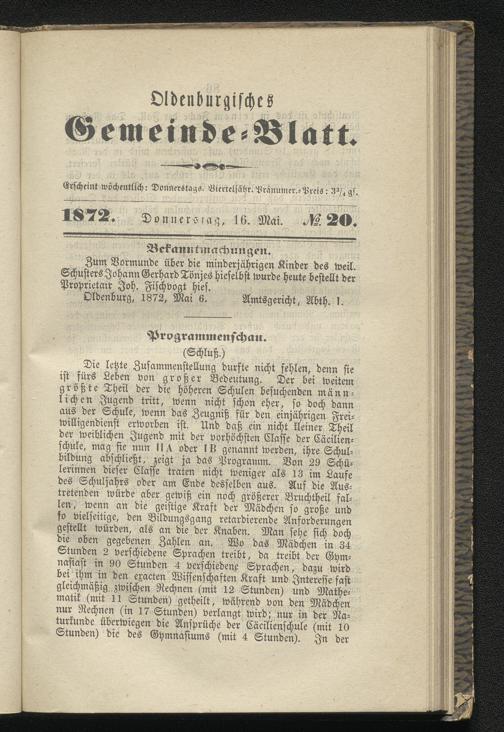 Oldenburgisches
Gemeinde=Blatt.
Erscheint wöchentlich: Donnerstags. Vierteljähr. Pränumer.=Preis: 3¾ gs.
1872. Donnerstag, 16. Mai. № 20.
Bekanntmachungen.
Zum Vormunde über die minderjährigen Kinder des weil.
Schusters Johann Gerhard Tönjes hieselbst wurde heute bestellt der
Proprietair Joh. Fischvogt hies.
Oldenburg, 1872, Mai 6. Amtsgericht, Abth. 1.
Programmenschau.
(Schluß.)
Die letzte Zusammenstellung durfte nicht fehlen, denn sie
ist fürs Leben von großer Bedeutung. Der bei weitem
größte Theil der die höheren Schulen besuchenden männ=
lichen Jugend tritt, wenn nicht schon eher, so doch dann
aus der Schule, wenn das Zeugniß für den einjährigen Frei=
willigendienst erworben ist. Und daß ein nicht kleiner Theil
der weiblichen Jugend mit der vorhöchsten Classe der Cäcilien=
schule, mag sie nun IIA oder IB genannt werden, ihre Schul=
bildung abschließt, zeigt ja das Programm. Von 29 Schü=
lerinnen dieser Classe traten nicht weniger als 13 im Laufe
des Schuljahrs oder am Ende desselben aus. Auf die Aus=
tretenden würde aber gewiß ein noch größerer Bruchtheil fal=
len, wenn an die geistige Kraft der Mädchen so große und
so vielseitige, den Bildungsgang retardierende Anforderungen
gestellt würden, als an die der Knaben. Man sehe sich doch
die oben gegebenen Zahlen an. Wo das Mädchen in 34
Stunden 2 verschiedene Sprachen treibt, da treibt der Gym=
nasiast in 90 Stunden 4 verschiedene Sprachen, dazu wird
bei ihm in den exacten Wissenschaften Kraft und Interesse fast
gleichmäßig zwischen Rechnen (mit 12 Stunden) und Mathe=
matik (mit 11 Stunden) getheilt, während von den Mädchen
nur Rechnen (in 17 Stunden) verlangt wird; nur in der Na=
turkunde überwiegen die Ansprüche der Cäcilienschule (mit 10
Stunden) die des Gymnasiums (mit 4 Stunden). In der